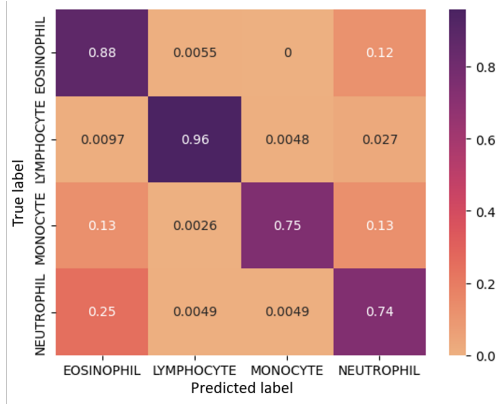 EOSINOPHIL 0.88 0.0055 0 0.12
LYMPHOCYTE 0.0097 0.96 0.0048 0.027
MONOCYTE 0.13 0.0026 0.75 0.13
NEUTROPHIL 0.25 0.0049 0.0049 0.74
True label
EOSINOPHIL LYMPHOCYTE MONOCYTE NEUTROPHIL
Predicted label
0.8
0.6
0.4
0.2
0.0